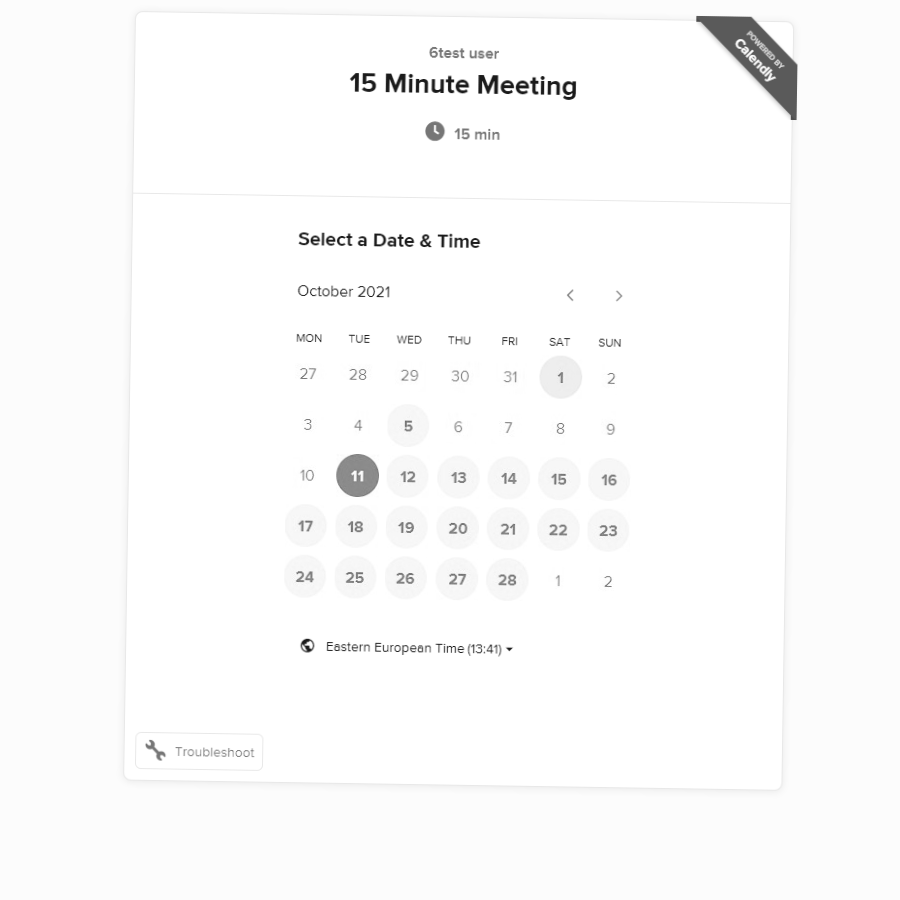 6test user
15 Minute Meeting
15 min
POWERED BY
Calendly
Select a Date & Time
October 2021
MON TUE WED THU FRI SAT SUN
27 28 29 30 31 1 2
3 4 5 6 7 8 9
10 11 12 13 14 15 16
17 18 19 20 21 22 23
24 25 26 27 28 1 2
Eastern European Time (13:41)
Troubleshoot